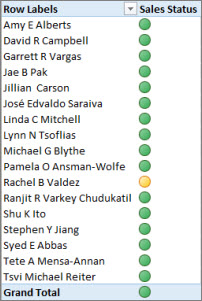 Row Labels Sales Status
Amy E Alberts
David R Campbell
Garrett R Vargas
Jae B Pak
Jillian Carson
José Edvaldo Saraiva
Linda C Mitchell
Lynn N Tsoflias
Michael G Blythe
Pamela O Ansman-Wolfe
Rachel B Valdez
Ranjit R Varkey Chudukatil
Shu K Ito
Stephen Y Jiang
Syed E Abbas
Tete A Mensa-Annan
Tsvi Michael Reiter
Grand Total